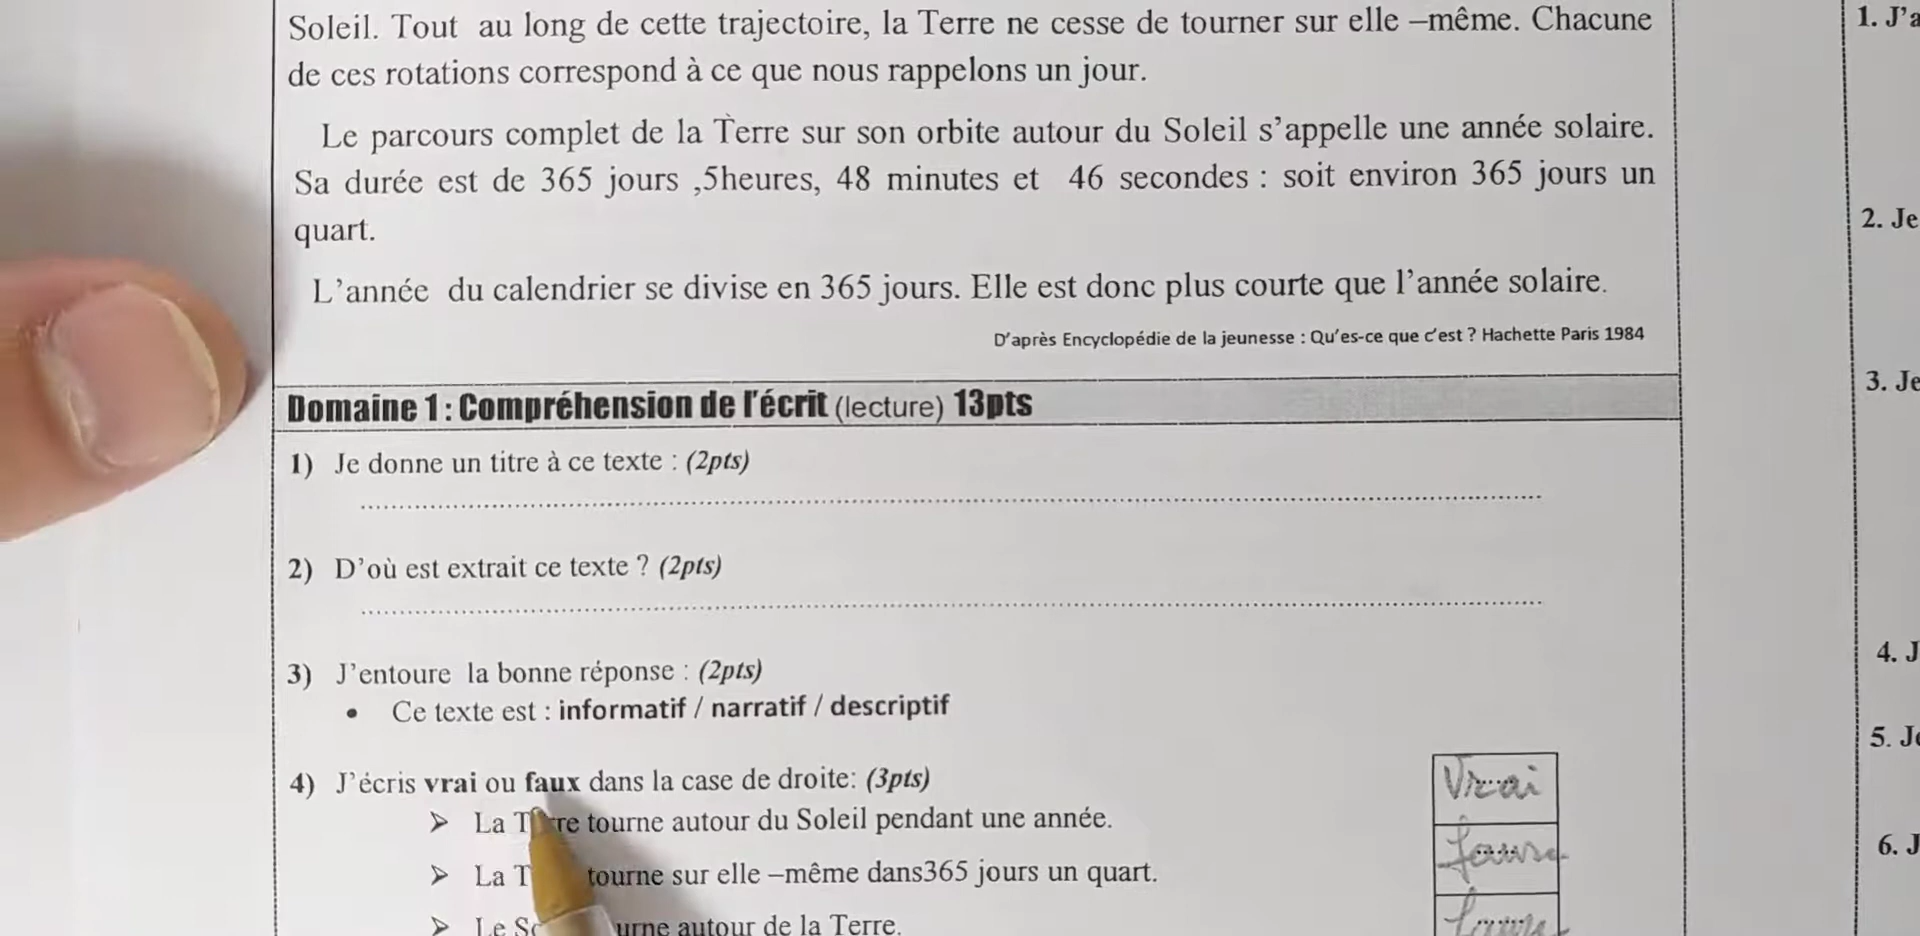 Soleil. Tout au long de cette trajectoire, la Terre ne cesse de tourner sur elle –même. Chacune
de ces rotations correspond à ce que nous rappelons un jour.
Le parcours complet de la Terre sur son orbite autour du Soleil s'appelle une année solaire.
Sa durée est de 365 jours ,5heures, 48 minutes et 46 secondes : soit environ 365 jours un
quart.
L'année du calendrier se divise en 365 jours. Elle est donc plus courte que l'année solaire.
D'après Encyclopédie de la jeunesse : Qu'es-ce que c'est ? Hachette Paris 1984
Domaine 1 : Compréhension de l'écrit (lecture) 13pts
1) Je donne un titre à ce texte : (2pts)
2) D'où est extrait ce texte ? (2pts)
3) J'entoure la bonne réponse : (2pts)
• Ce texte est : informatif / narratif / descriptif
4) J'écris vrai ou faux dans la case de droite: (3pts)
Vrai
➢ La tourne autour du Soleil pendant une année.
faux
➢ La tourne sur elle –même dans365 jours un quart.
faux
➢ Le autour de la Terre.
1. J'a
2. Je
3. Je
4. J
5. Je
6. J